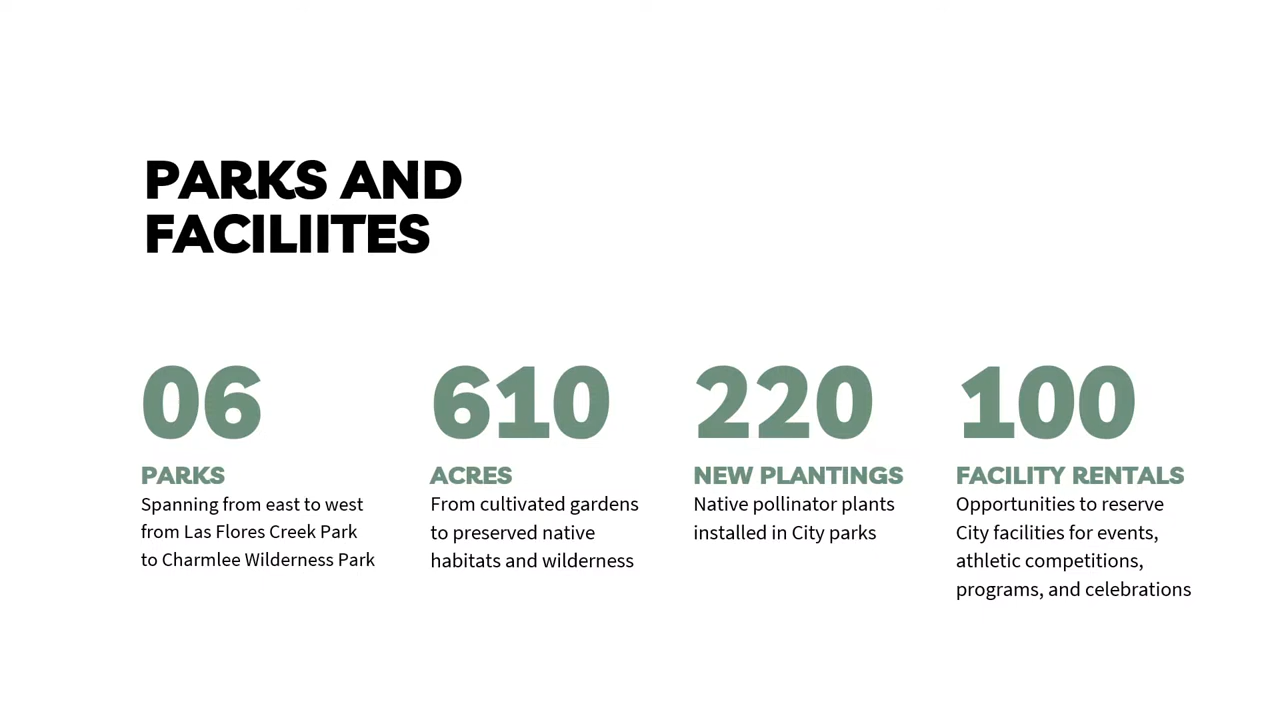 PARKS AND
FACILIITES
06
PARKS
Spanning from east to west
from Las Flores Creek Park
to Charmlee Wilderness Park
610
ACRES
From cultivated gardens
to preserved native
habitats and wilderness
220
NEW PLANTINGS
Native pollinator plants
installed in City parks
100
FACILITY RENTALS
Opportunities to reserve
City facilities for events,
athletic competitions,
programs, and celebrations